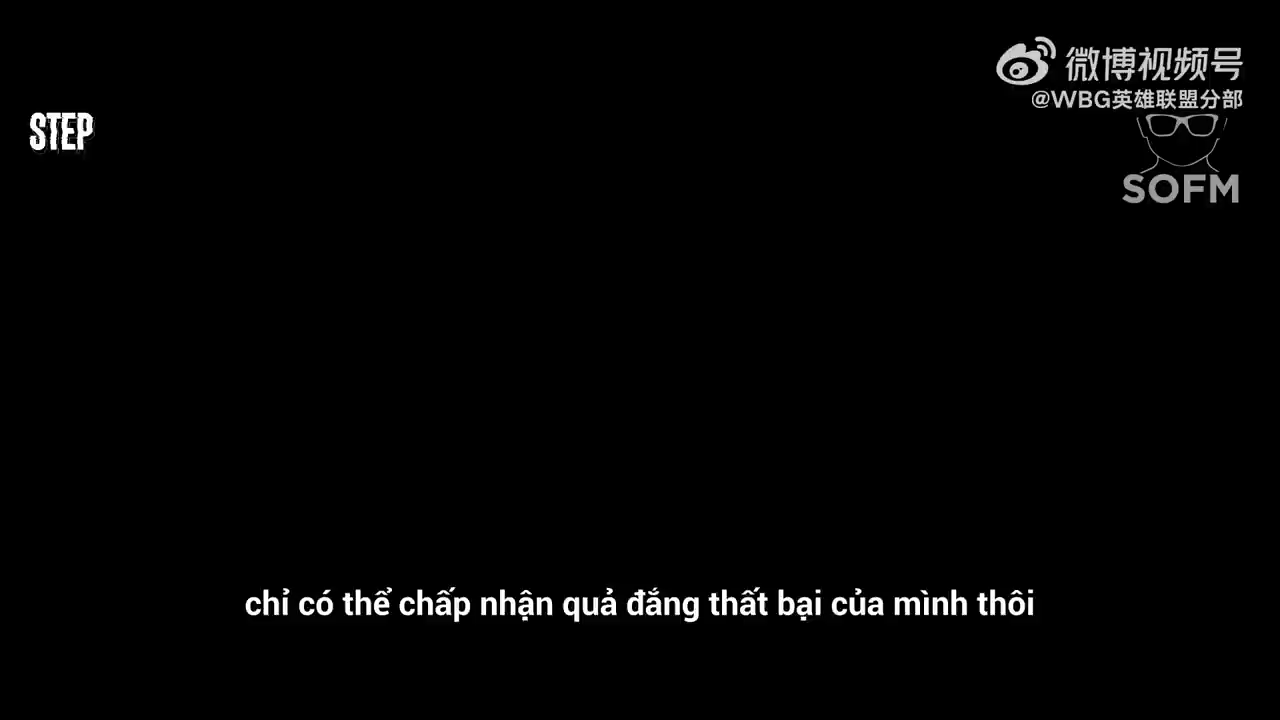 微博视频号
@WBG英雄联盟分部
STEP
SOFM
chỉ có thể chấp nhận quả đắng thất bại của mình thôi